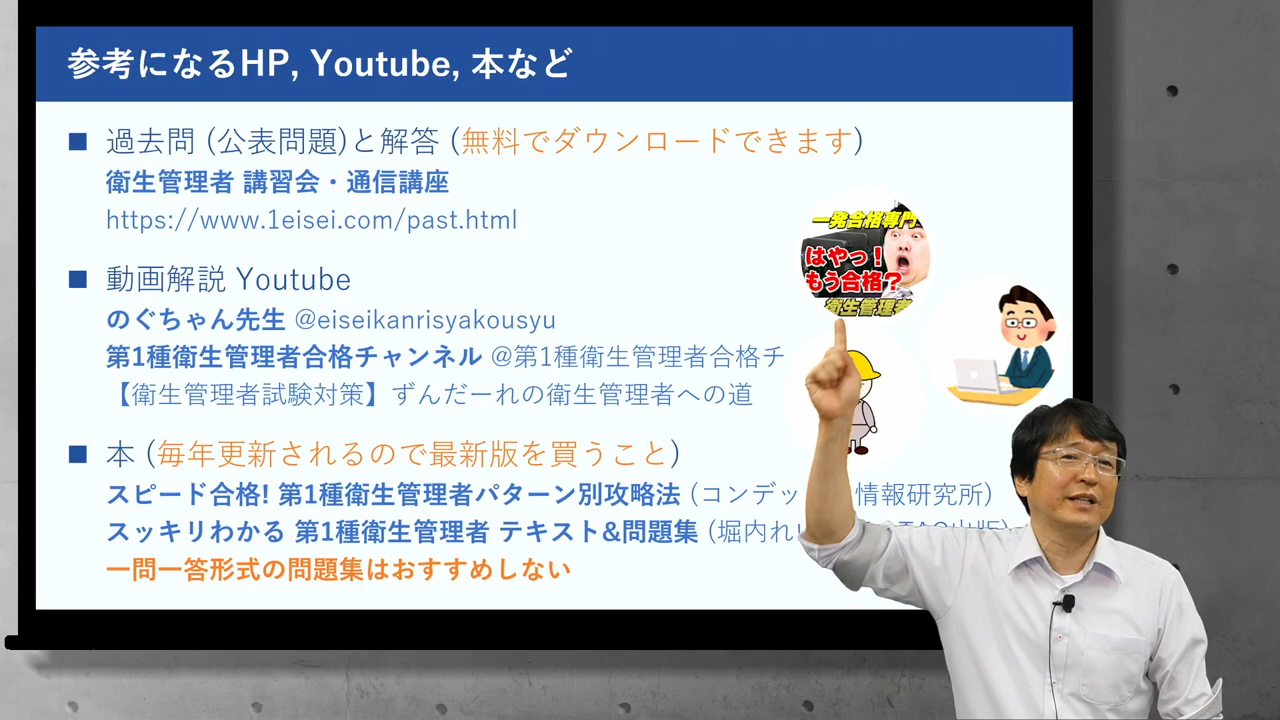 参考になるHP, Youtube, 本など
■ 過去問 (公表問題)と解答 (無料でダウンロードできます)
衛生管理者 講習会・通信講座
https://www.1eisei.com/past.html
■ 動画解説 Youtube
のぐちゃん先生 @eiseikanrisyakousyu
第1種衛生管理者合格チャンネル @第1種衛生管理者合格チ
【衛生管理者試験対策】ずんだーれの衛生管理者への道
一発合格専門
はやっ!
もう合格?
衛生管理者
■ 本 (毎年更新されるので最新版を買うこと)
スピード合格! 第1種衛生管理者パターン別攻略法 (コンデッ 情報研究所)
スッキリわかる 第1種衛生管理者 テキスト&問題集 (堀内れい TAC出版)
一問一答形式の問題集はおすすめしない